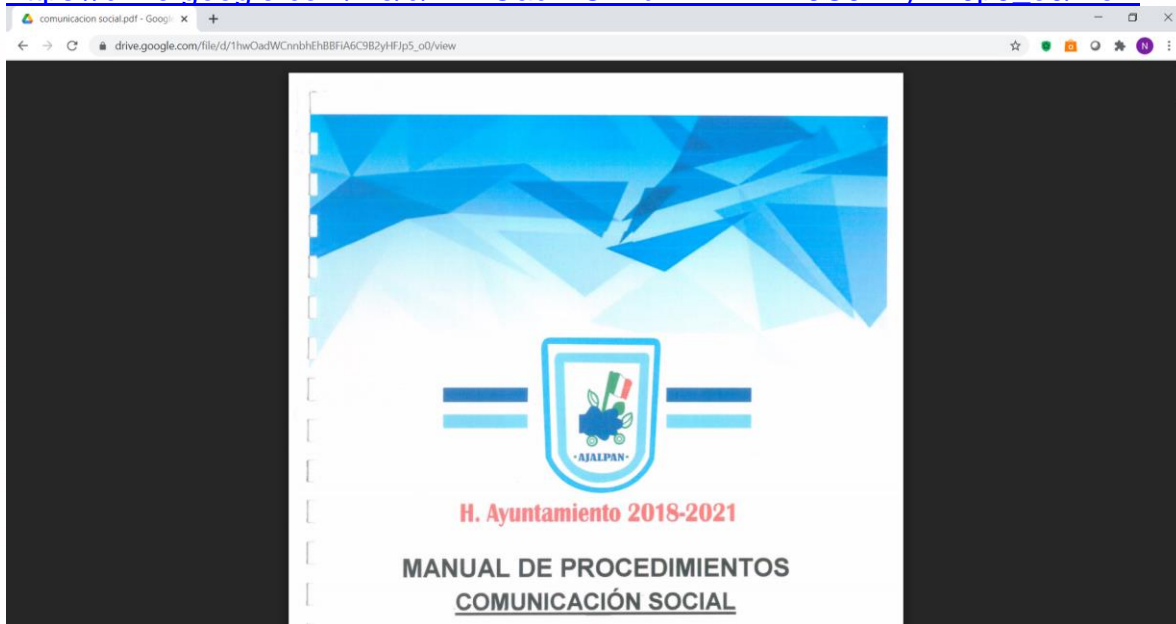 comunicacion social.pdf - Googl
drive.google.com/file/d/1hwOadWCnnbhEhBBFiA6C9B2yHFJp5_o0/view
N
·AJALPAN·
H. Ayuntamiento 2018-2021
MANUAL DE PROCEDIMIENTOS
COMUNICACIÓN SOCIAL